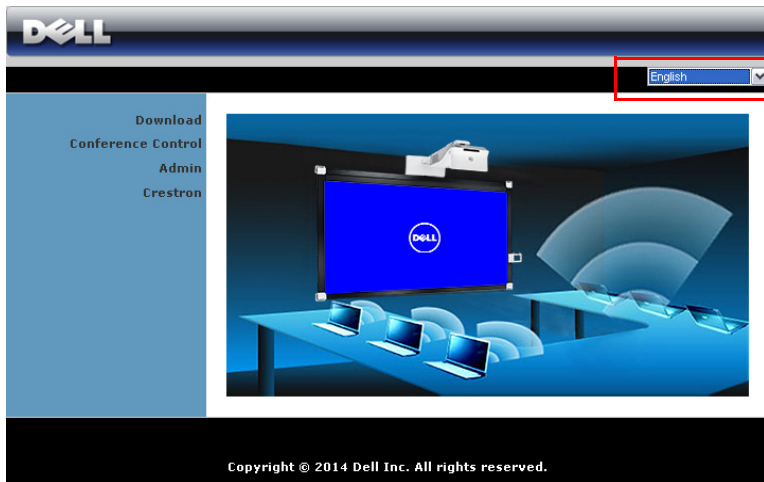 DELL
English
Download
Conference Control
Admin
Crestron
DELL
Copyright © 2014 Dell Inc. All rights reserved.